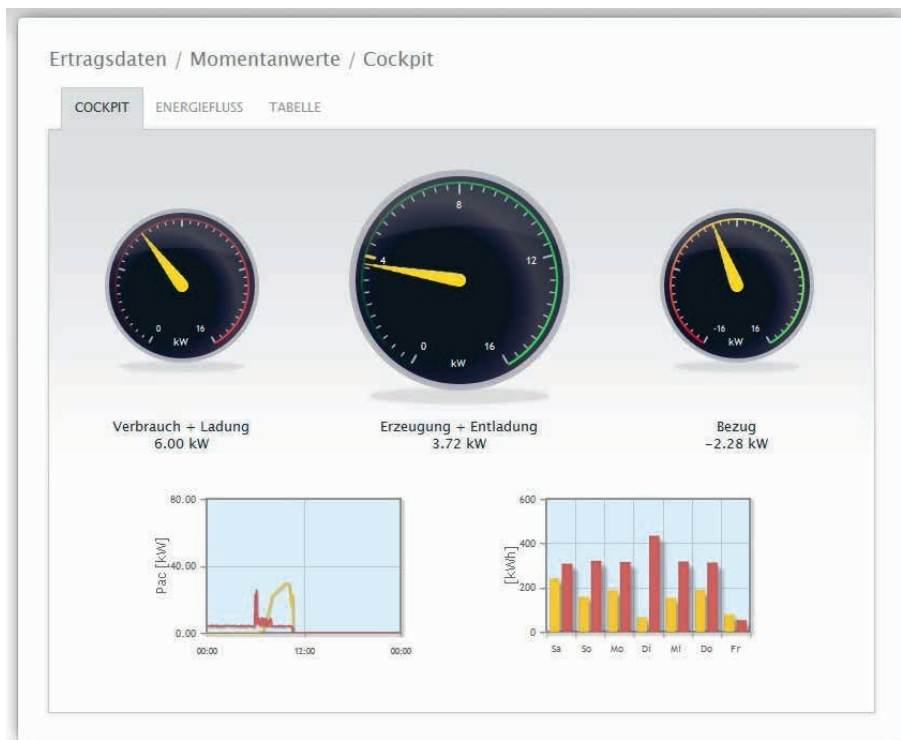 Ertragsdaten / Momentanwerte / Cockpit
COCKPIT ENERGIEFLUSS TABELLE
0 16
kW
4 8 12
0 16
kW
-16 16
kW
Verbrauch + Ladung
6.00 kW
Erzeugung + Entladung
3.72 kW
Bezug
-2.28 kW
Pac [kW]
80.00
40.00
0.00
00:00 12:00 00:00
[kWh]
600
400
200
0
Sa So Mo Di Mi Do Fr